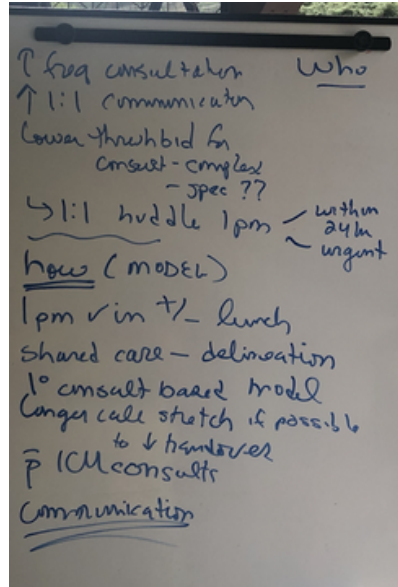 ↑ freq consultation Who
↑ 1:1 communication
lower threshold for
consult - complex
- spec ??
↳ 1:1 huddle 1pm within
24h
urgent
how (MODEL)
1pm √ in +/- lunch
shared care - delineation
1° consult based model
longer call stretch if possible
to ↓ handover
p̄ ICU consults
communication